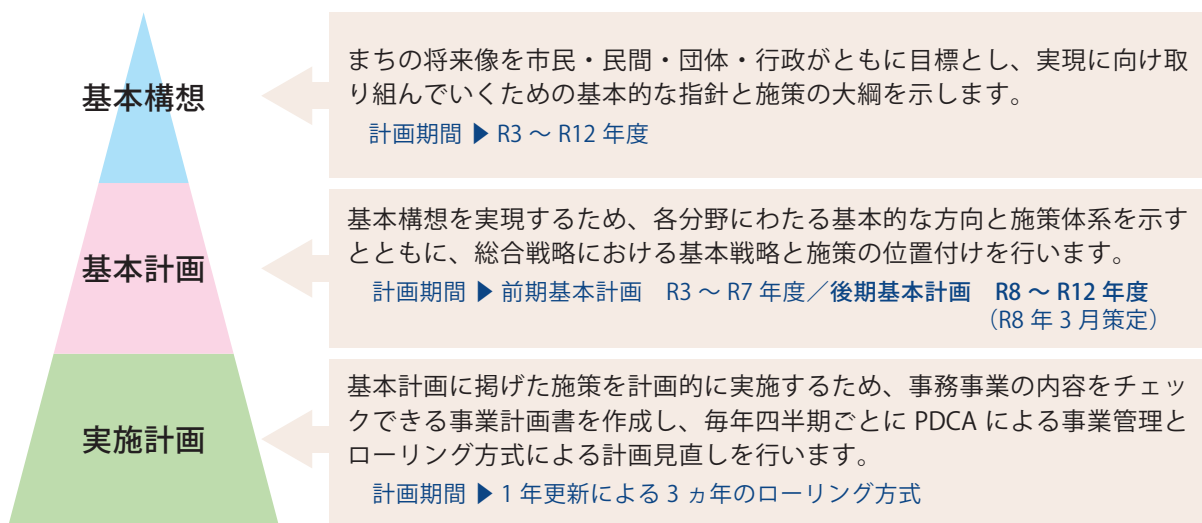 基本構想
まちの将来像を市民・民間・団体・行政がともに目標とし、実現に向け取
り組んでいくための基本的な指針と施策の大綱を示します。
計画期間 ▶ R3 ～ R12 年度
基本計画
基本構想を実現するため、各分野にわたる基本的な方向と施策体系を示す
とともに、総合戦略における基本戦略と施策の位置付けを行います。
計画期間 ▶ 前期基本計画　R3 ～ R7 年度／後期基本計画　R8 ～ R12 年度
（R8 年 3 月策定）
実施計画
基本計画に掲げた施策を計画的に実施するため、事務事業の内容をチェッ
クできる事業計画書を作成し、毎年四半期ごとに PDCA による事業管理と
ローリング方式による計画見直しを行います。
計画期間 ▶ 1 年更新による 3 ヵ年のローリング方式